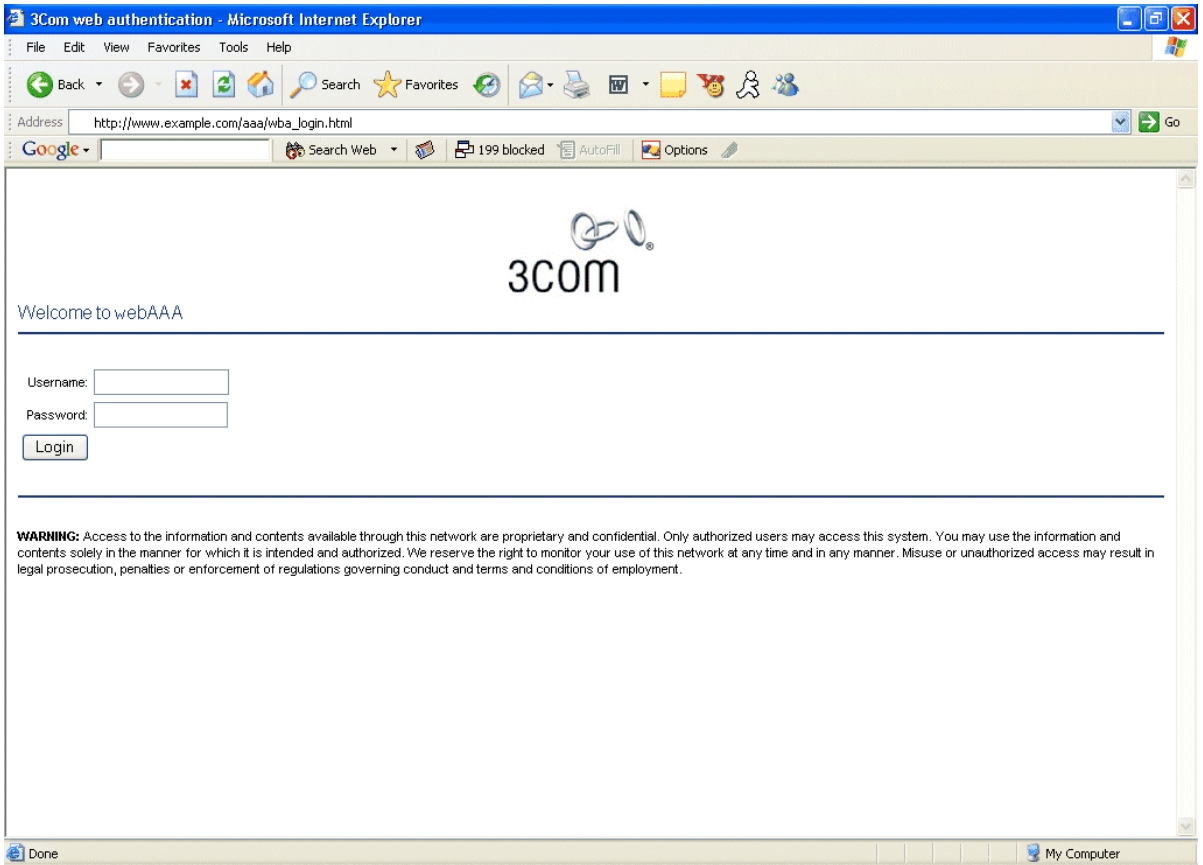 3Com web authentication - Microsoft Internet Explorer
File Edit View Favorites Tools Help
Back Search Favorites
Address http://www.example.com/aaa/wba_login.html Go
Google Search Web 199 blocked AutoFill Options
3COM ®
Welcome to webAAA
Username:
Password:
Login
WARNING: Access to the information and contents available through this network are proprietary and confidential. Only authorized users may access this system. You may use the information and
contents solely in the manner for which it is intended and authorized. We reserve the right to monitor your use of this network at any time and in any manner. Misuse or unauthorized access may result in
legal prosecution, penalties or enforcement of regulations governing conduct and terms and conditions of employment.
Done My Computer